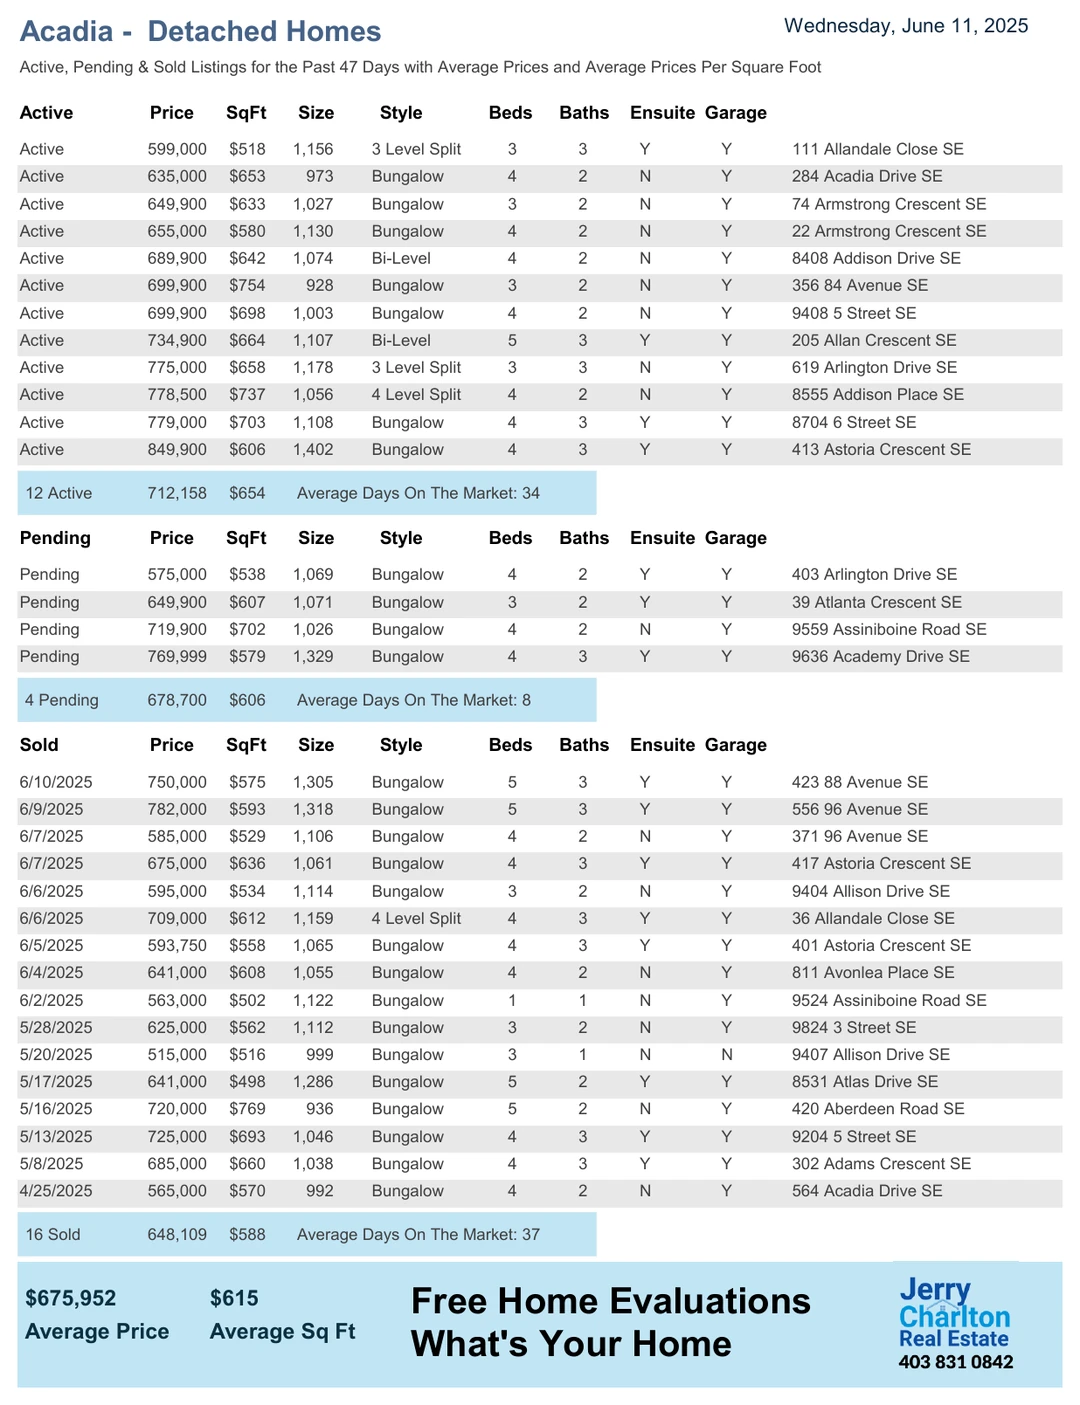 Acadia - Detached Homes
Wednesday, June 11, 2025
Active, Pending & Sold Listings for the Past 47 Days with Average Prices and Average Prices Per Square Foot
Active Price SqFt Size Style Beds Baths Ensuite Garage
Active 599,000 $518 1,156 3 Level Split 3 3 Y Y 111 Allandale Close SE
Active 635,000 $653 973 Bungalow 4 2 N Y 284 Acadia Drive SE
Active 649,900 $633 1,027 Bungalow 3 2 N Y 74 Armstrong Crescent SE
Active 655,000 $580 1,130 Bungalow 4 2 N Y 22 Armstrong Crescent SE
Active 689,900 $642 1,074 Bi-Level 4 2 N Y 8408 Addison Drive SE
Active 699,900 $754 928 Bungalow 3 2 N Y 356 84 Avenue SE
Active 699,900 $698 1,003 Bungalow 4 2 N Y 9408 5 Street SE
Active 734,900 $664 1,107 Bi-Level 5 3 Y Y 205 Allan Crescent SE
Active 775,000 $658 1,178 3 Level Split 3 3 N Y 619 Arlington Drive SE
Active 778,500 $737 1,056 4 Level Split 4 2 N Y 8555 Addison Place SE
Active 779,000 $703 1,108 Bungalow 4 3 Y Y 8704 6 Street SE
Active 849,900 $606 1,402 Bungalow 4 3 Y Y 413 Astoria Crescent SE
12 Active 712,158 $654 Average Days On The Market: 34
Pending Price SqFt Size Style Beds Baths Ensuite Garage
Pending 575,000 $538 1,069 Bungalow 4 2 Y Y 403 Arlington Drive SE
Pending 649,900 $607 1,071 Bungalow 3 2 Y Y 39 Atlanta Crescent SE
Pending 719,900 $702 1,026 Bungalow 4 2 N Y 9559 Assiniboine Road SE
Pending 769,999 $579 1,329 Bungalow 4 3 Y Y 9636 Academy Drive SE
4 Pending 678,700 $606 Average Days On The Market: 8
Sold Price SqFt Size Style Beds Baths Ensuite Garage
6/10/2025 750,000 $575 1,305 Bungalow 5 3 Y Y 423 88 Avenue SE
6/9/2025 782,000 $593 1,318 Bungalow 5 3 Y Y 556 96 Avenue SE
6/7/2025 585,000 $529 1,106 Bungalow 4 2 N Y 371 96 Avenue SE
6/7/2025 675,000 $636 1,061 Bungalow 4 3 Y Y 417 Astoria Crescent SE
6/6/2025 595,000 $534 1,114 Bungalow 3 2 N Y 9404 Allison Drive SE
6/6/2025 709,000 $612 1,159 4 Level Split 4 3 Y Y 36 Allandale Close SE
6/5/2025 593,750 $558 1,065 Bungalow 4 3 Y Y 401 Astoria Crescent SE
6/4/2025 641,000 $608 1,055 Bungalow 4 2 N Y 811 Avonlea Place SE
6/2/2025 563,000 $502 1,122 Bungalow 1 1 N Y 9524 Assiniboine Road SE
5/28/2025 625,000 $562 1,112 Bungalow 3 2 N Y 9824 3 Street SE
5/20/2025 515,000 $516 999 Bungalow 3 1 N N 9407 Allison Drive SE
5/17/2025 641,000 $498 1,286 Bungalow 5 2 Y Y 8531 Atlas Drive SE
5/16/2025 720,000 $769 936 Bungalow 5 2 N Y 420 Aberdeen Road SE
5/13/2025 725,000 $693 1,046 Bungalow 4 3 Y Y 9204 5 Street SE
5/8/2025 685,000 $660 1,038 Bungalow 4 3 Y Y 302 Adams Crescent SE
4/25/2025 565,000 $570 992 Bungalow 4 2 N Y 564 Acadia Drive SE
16 Sold 648,109 $588 Average Days On The Market: 37
$675,952 $615
Average Price Average Sq Ft
Free Home Evaluations
What's Your Home
Jerry
Charlton
Real Estate
403 831 0842